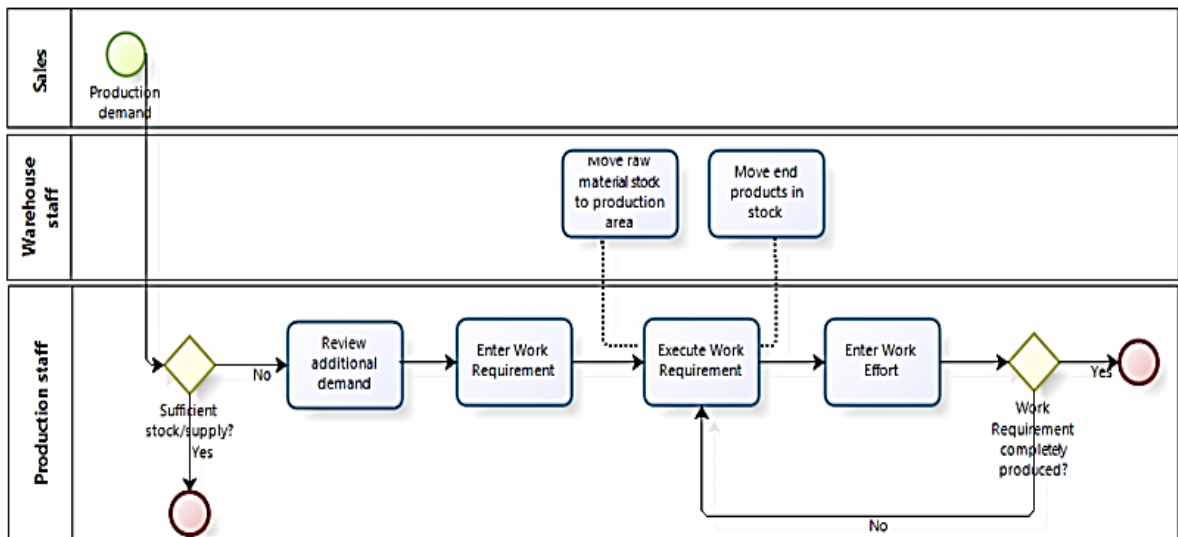 Sales
Production
demand
Warehouse
staff
Move raw
material stock
to production
area
Move end
products in
stock
Production staff
Sufficient
stock/supply?
Yes
No
Review
additional
demand
Enter Work
Requirement
Execute Work
Requirement
Enter Work
Effort
Work
Requirement
completely
produced?
Yes
No